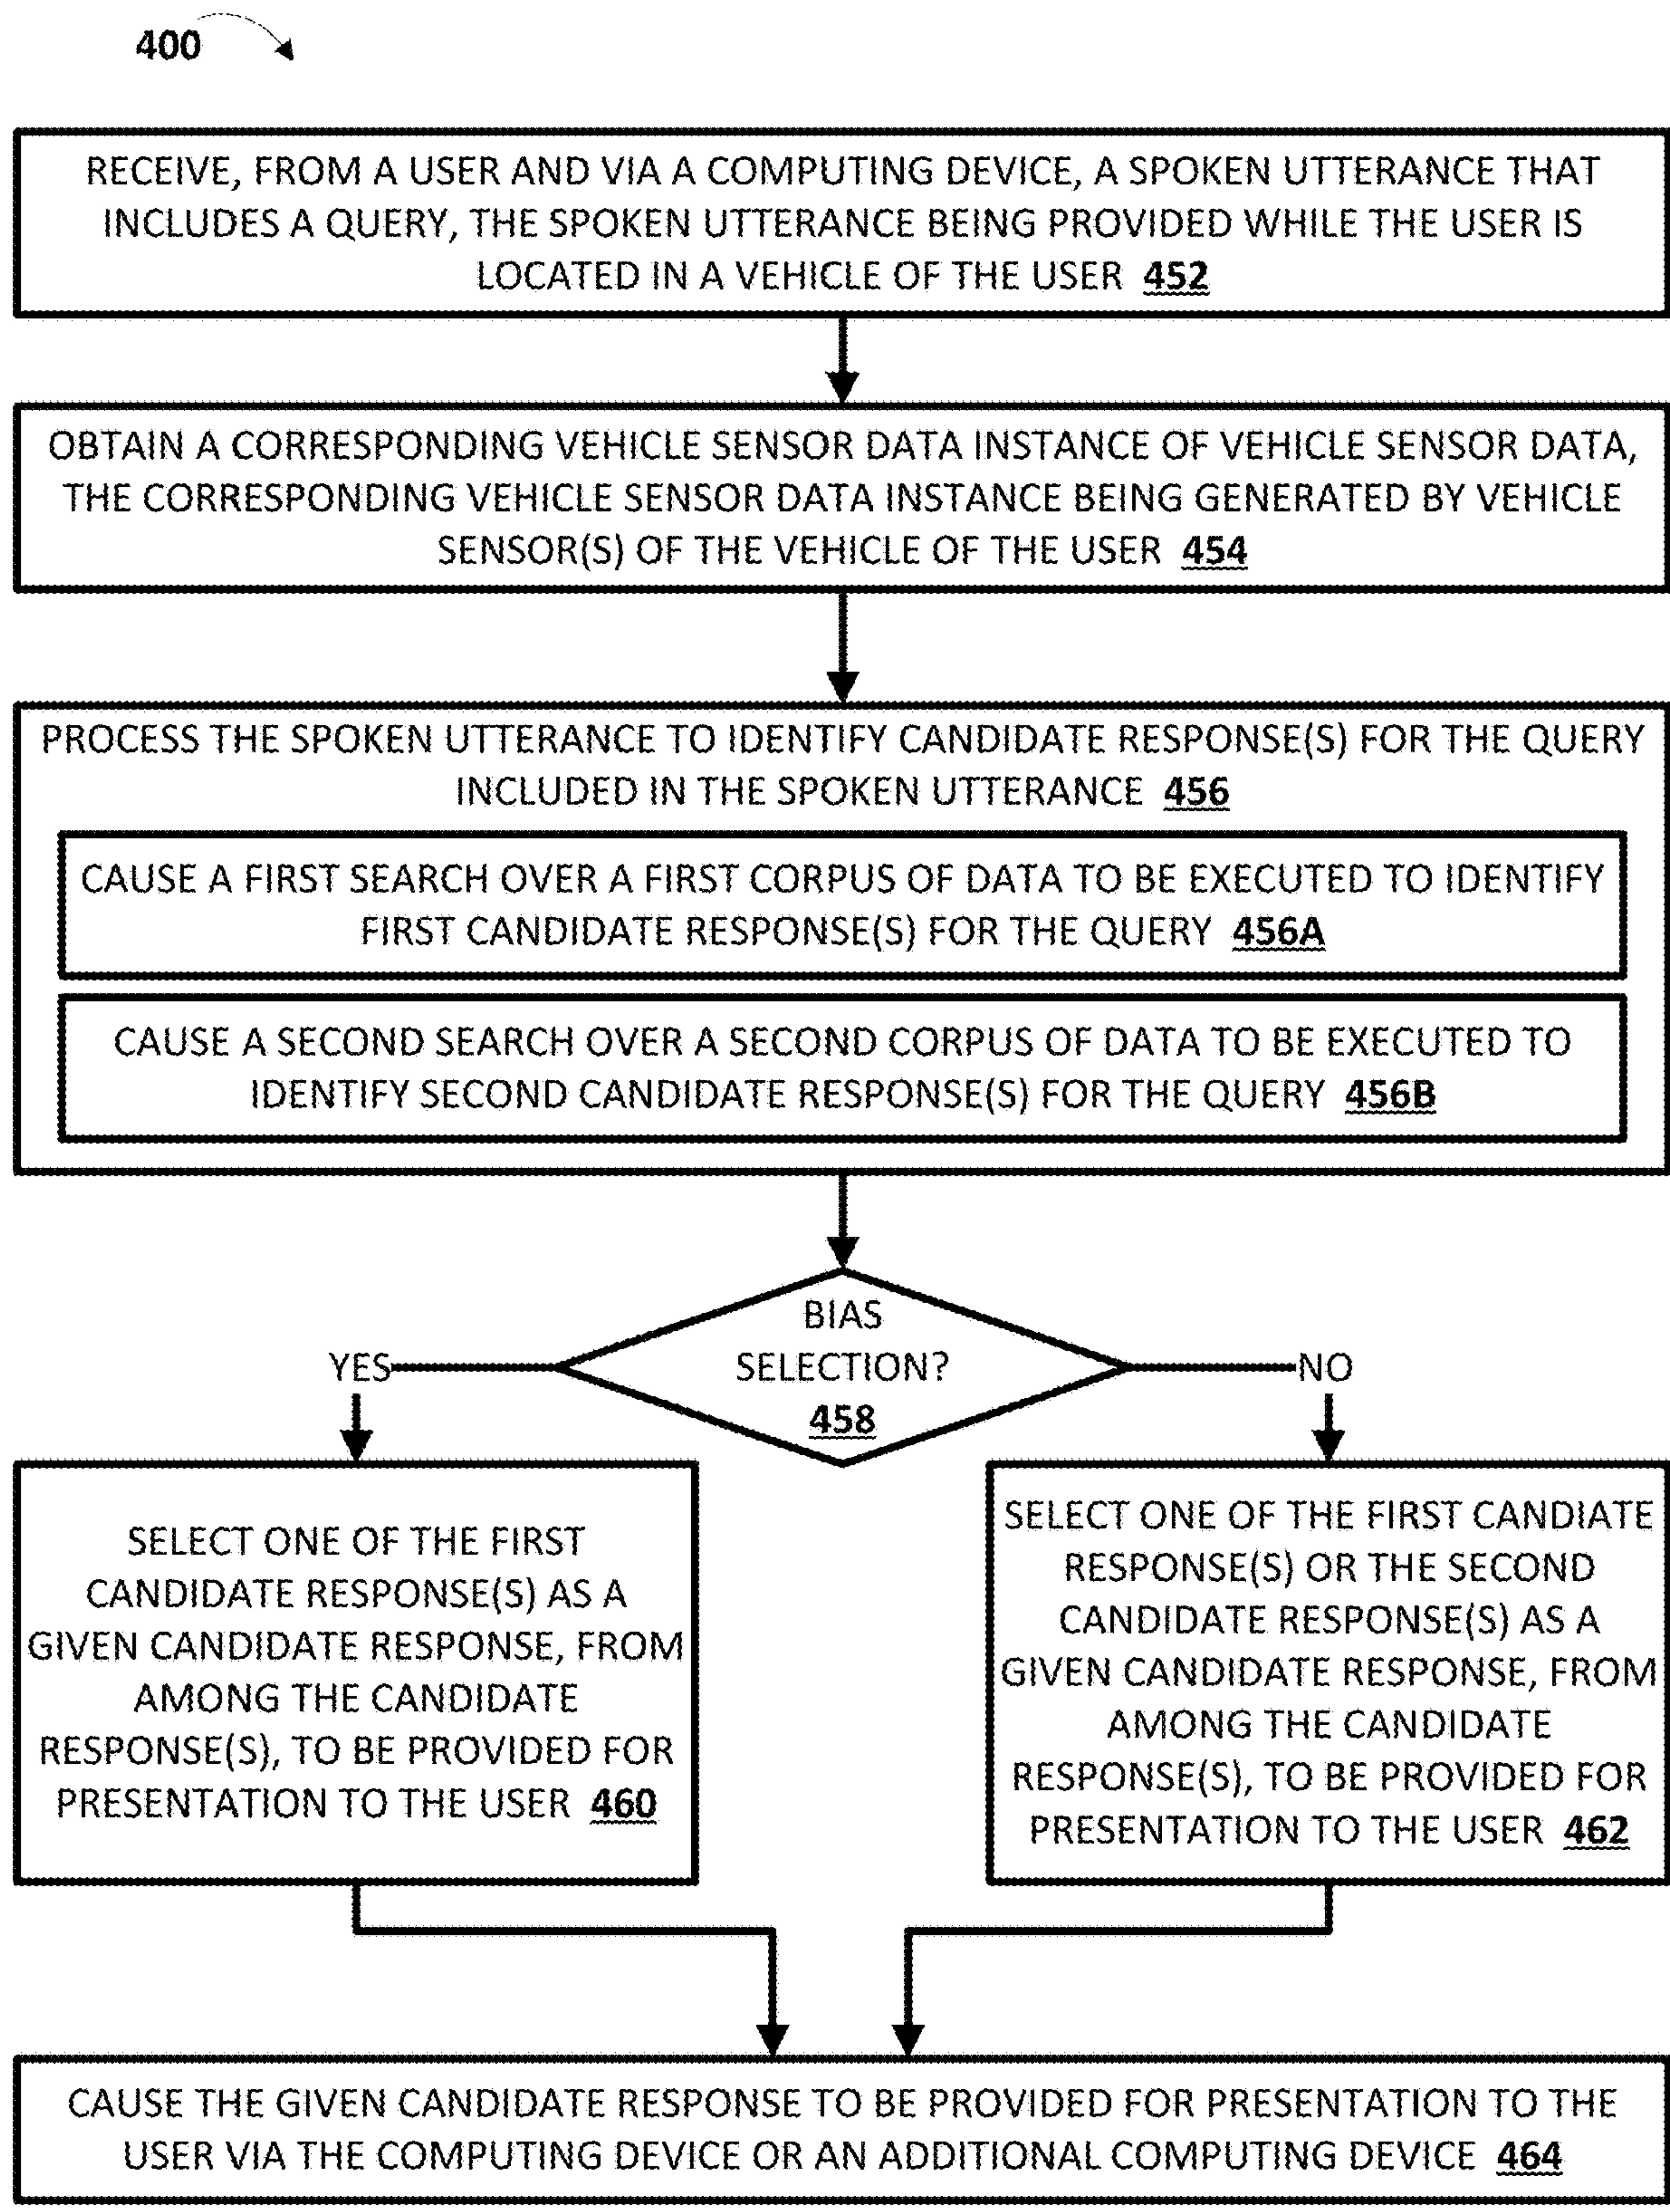 400
RECEIVE, FROM A USER AND VIA A COMPUTING DEVICE, A SPOKEN UTTERANCE THAT
INCLUDES A QUERY, THE SPOKEN UTTERANCE BEING PROVIDED WHILE THE USER IS
LOCATED IN A VEHICLE OF THE USER 452
OBTAIN A CORRESPONDING VEHICLE SENSOR DATA INSTANCE OF VEHICLE SENSOR DATA,
THE CORRESPONDING VEHICLE SENSOR DATA INSTANCE BEING GENERATED BY VEHICLE
SENSOR(S) OF THE VEHICLE OF THE USER 454
PROCESS THE SPOKEN UTTERANCE TO IDENTIFY CANDIDATE RESPONSE(S) FOR THE QUERY
INCLUDED IN THE SPOKEN UTTERANCE 456
CAUSE A FIRST SEARCH OVER A FIRST CORPUS OF DATA TO BE EXECUTED TO IDENTIFY
FIRST CANDIDATE RESPONSE(S) FOR THE QUERY 456A
CAUSE A SECOND SEARCH OVER A SECOND CORPUS OF DATA TO BE EXECUTED TO
IDENTIFY SECOND CANDIDATE RESPONSE(S) FOR THE QUERY 456B
BIAS
SELECTION?
458
YES
NO
SELECT ONE OF THE FIRST
CANDIDATE RESPONSE(S) AS A
GIVEN CANDIDATE RESPONSE, FROM
AMONG THE CANDIDATE
RESPONSE(S), TO BE PROVIDED FOR
PRESENTATION TO THE USER 460
SELECT ONE OF THE FIRST CANDIATE
RESPONSE(S) OR THE SECOND
CANDIDATE RESPONSE(S) AS A
GIVEN CANDIDATE RESPONSE, FROM
AMONG THE CANDIDATE
RESPONSE(S), TO BE PROVIDED FOR
PRESENTATION TO THE USER 462
CAUSE THE GIVEN CANDIDATE RESPONSE TO BE PROVIDED FOR PRESENTATION TO THE
USER VIA THE COMPUTING DEVICE OR AN ADDITIONAL COMPUTING DEVICE 464